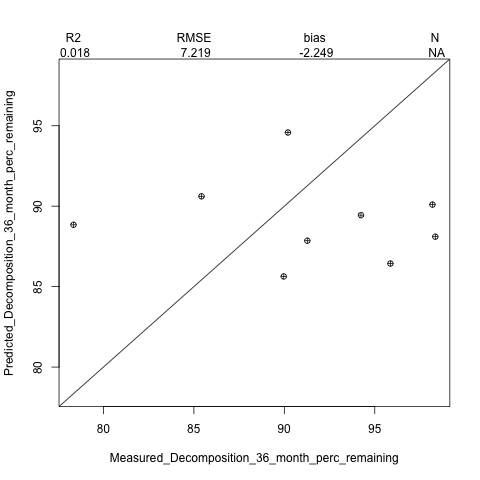 R2 RMSE bias N
0.018 7.219 -2.249 NA
95
90
85
80
Predicted_Decomposition_36_month_perc_remaining
80 85 90 95
Measured_Decomposition_36_month_perc_remaining